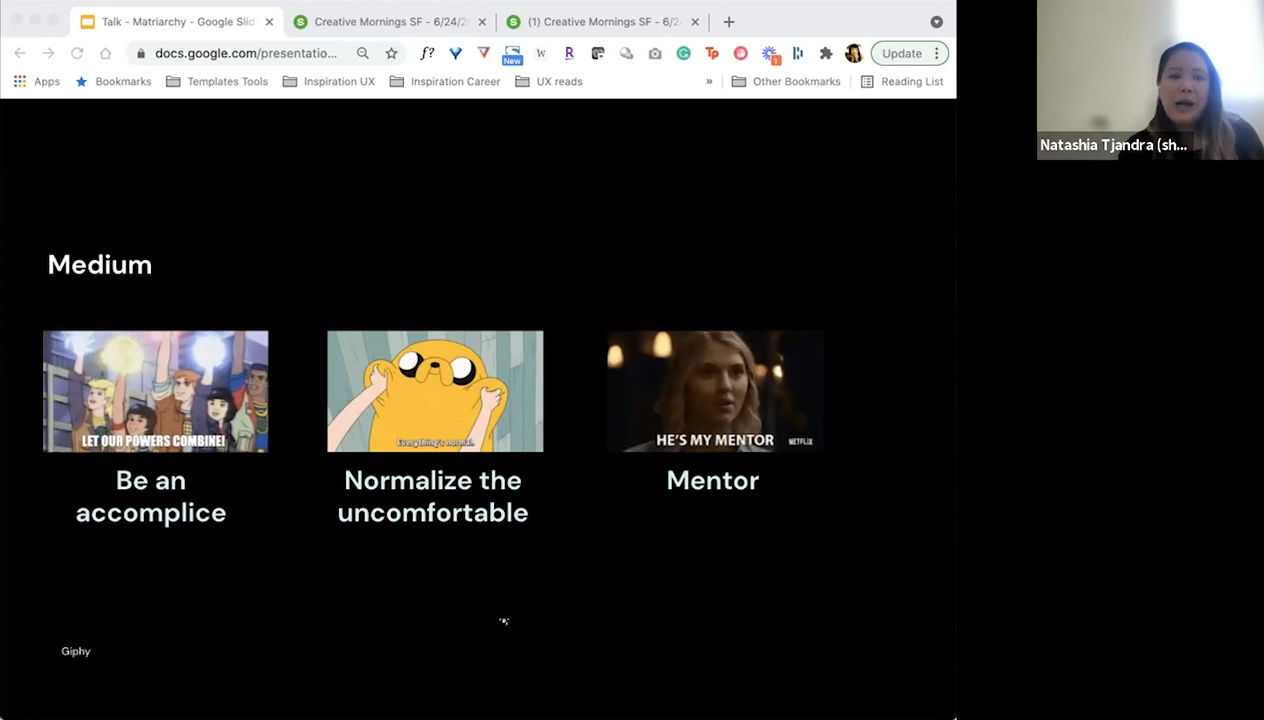 Talk - Matriarchy - Google Slid
Creative Mornings SF - 6/24/2
(1) Creative Mornings SF - 6/2
docs.google.com/presentatio...
f?
New
W
R
Tp
1
Update
Apps
Bookmarks
Templates Tools
Inspiration UX
Inspiration Career
UX reads
»
Other Bookmarks
Reading List
Natashia Tjandra (sh...
Medium
LET OUR POWERS COMBINE!
Everything's normal.
HE'S MY MENTOR
NETFLIX
Be an
accomplice
Normalize the
uncomfortable
Mentor
Giphy